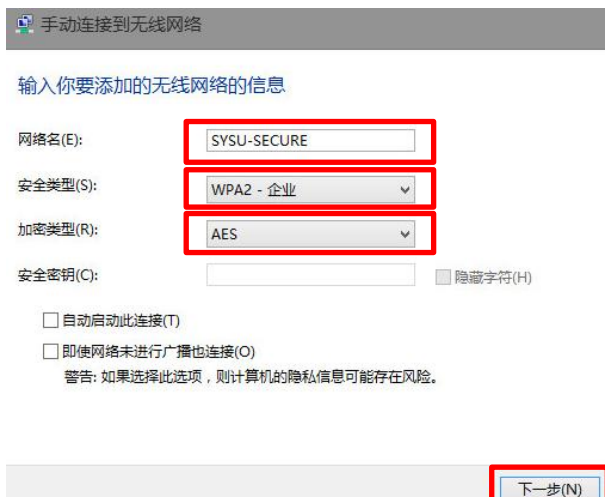 手动连接到无线网络
输入你要添加的无线网络的信息
网络名(E): SYSU-SECURE
安全类型(S): WPA2 - 企业
加密类型(R): AES
安全密钥(C): 隐藏字符(H)
自动启动此连接(T)
即使网络未进行广播也连接(O)
警告: 如果选择此选项，则计算机的隐私信息可能存在风险。
下一步(N)